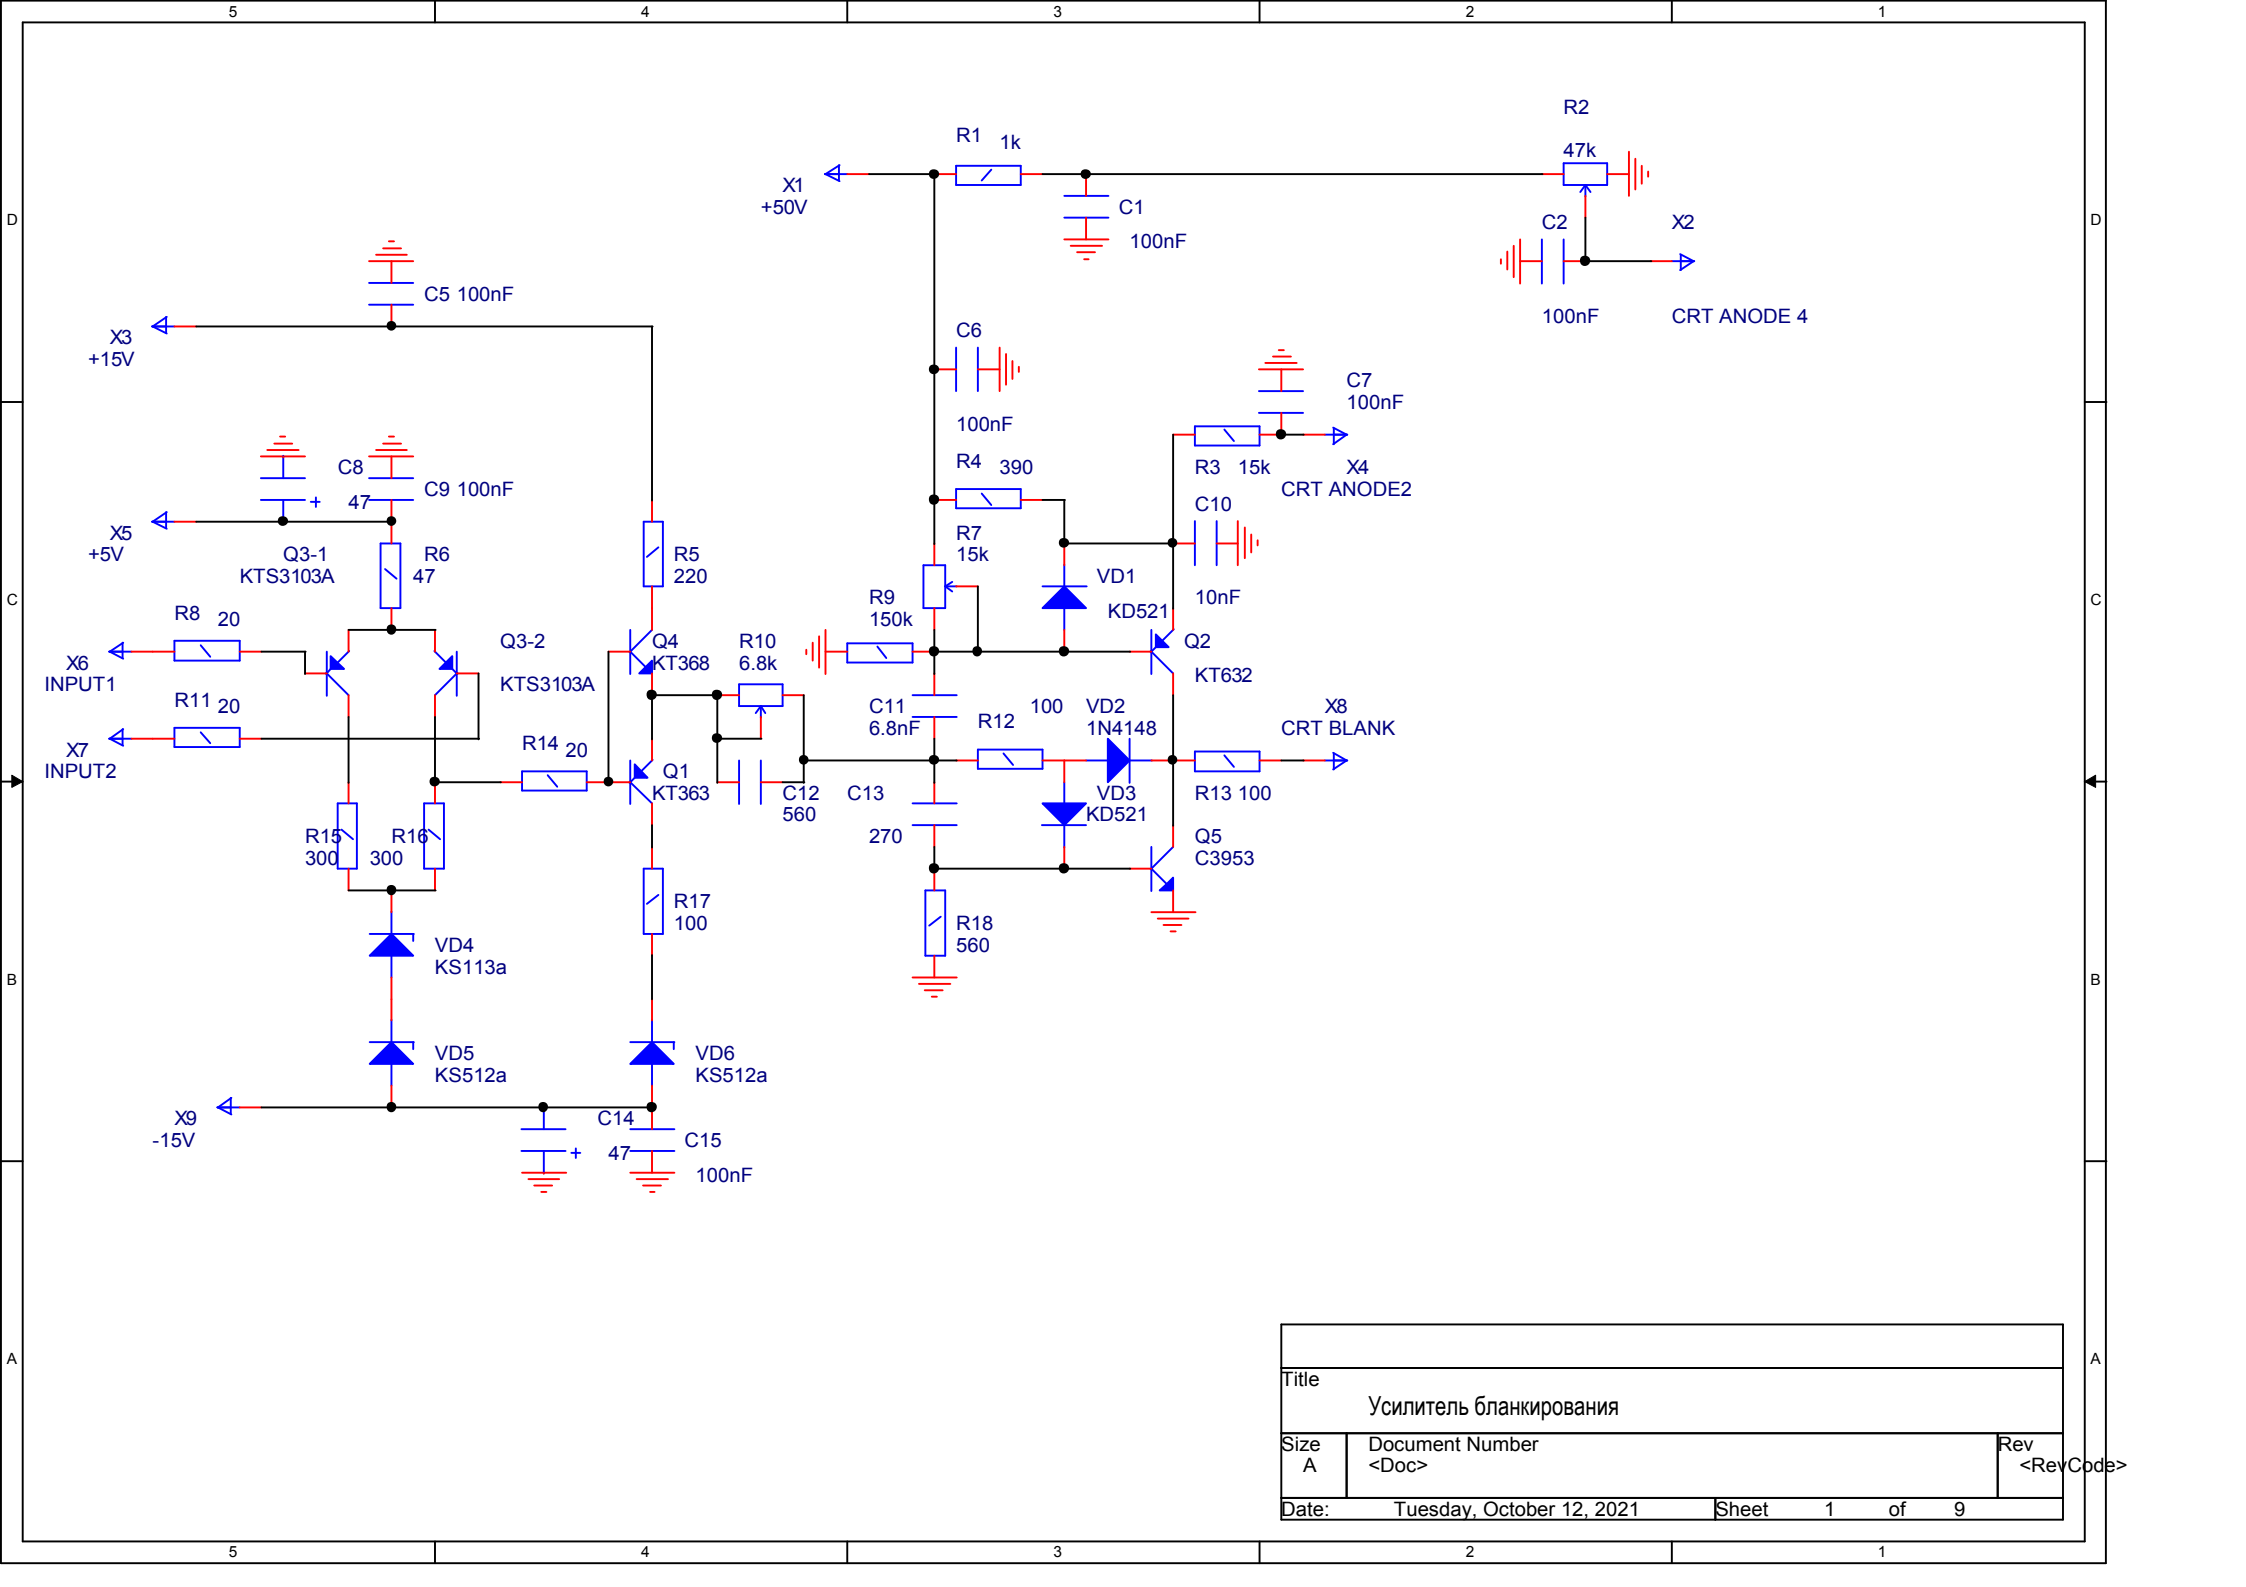 5 4 3 2 1
D
D
C
C
B
B
A
A
R1 1k
X1
+50V
C1
100nF
R2
47k
C2
100nF
X2
CRT ANODE 4
C5 100nF
X3
+15V
C6
100nF
C7
100nF
R4 390
R3 15k
X4
CRT ANODE2
C8
47
+
C9 100nF
X5
+5V
Q3-1
KTS3103A
R6
47
R5
220
R7
15k
C10
10nF
VD1
KD521
R8 20
X6
INPUT1
Q3-2
KTS3103A
Q4
KT368
R10
6.8k
R9
150k
Q2
KT632
R11 20
X7
INPUT2
R14 20
Q1
KT363
C12
560
C11
6.8nF
R12 100
VD2
1N4148
X8
CRT BLANK
R13 100
C13
270
VD3
KD521
Q5
C3953
R15
300
R16
300
R17
100
R18
560
VD4
KS113a
VD5
KS512a
VD6
KS512a
X9
-15V
C14
47
+
C15
100nF
Title
Усилитель бланкирования
Size
A
Document Number
<Doc>
Rev
<RevCode>
Date: Tuesday, October 12, 2021 Sheet 1 of 9
5 4 3 2 1